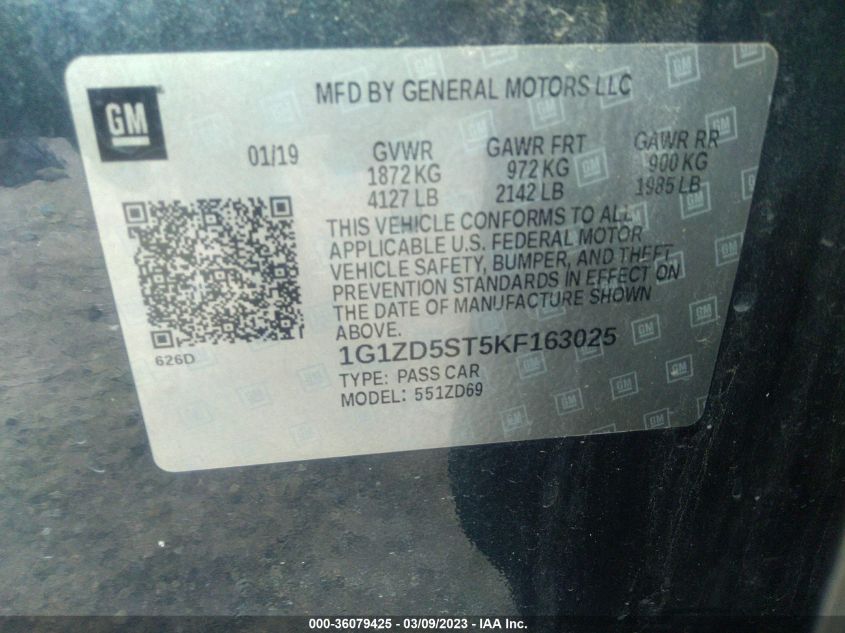 GM
MFD BY GENERAL MOTORS LLC
01/19
GVWR
1872 KG
4127 LB
GAWR FRT
972 KG
2142 LB
GAWR RR
900 KG
1985 LB
THIS VEHICLE CONFORMS TO ALL
APPLICABLE U.S. FEDERAL MOTOR
VEHICLE SAFETY, BUMPER, AND THEFT
PREVENTION STANDARDS IN EFFECT ON
THE DATE OF MANUFACTURE SHOWN
ABOVE.
626D
1G1ZD5ST5KF163025
TYPE: PASS CAR
MODEL: 551ZD69
000-36079425 - 03/09/2023 - IAA Inc.